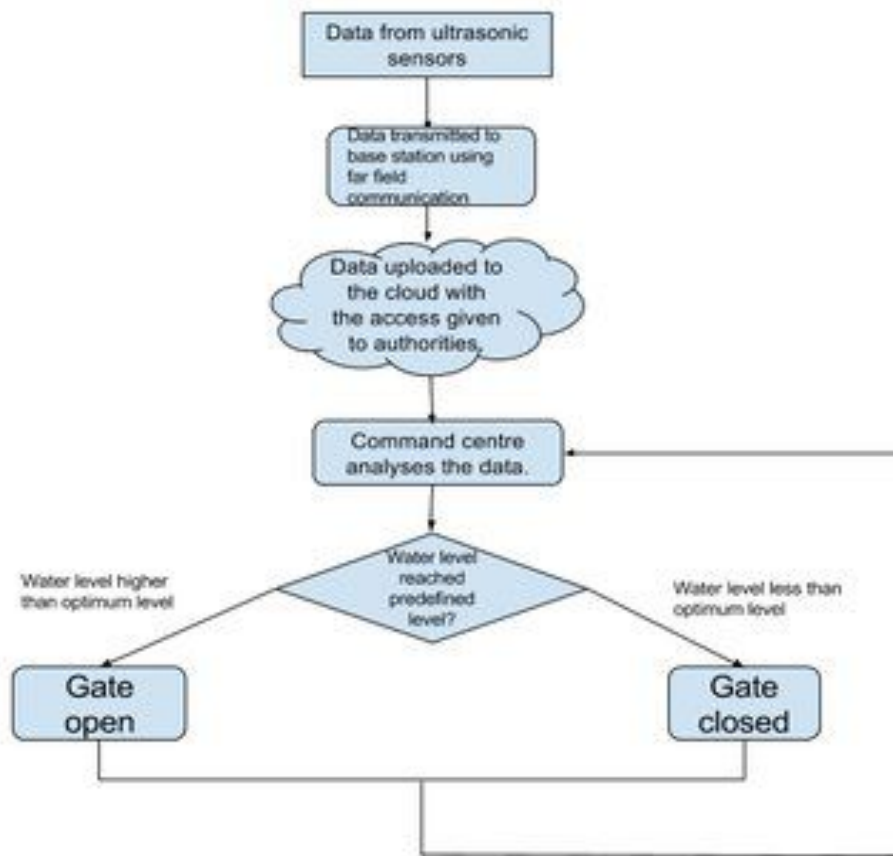 Data from ultrasonic
sensors
Data transmitted to
base station using
far field
communication
Data uploaded to
the cloud with
the access given
to authorities.
Command centre
analyses the data.
Water level
reached
predefined
level?
Water level higher
than optimum level
Water level less than
optimum level
Gate
open
Gate
closed